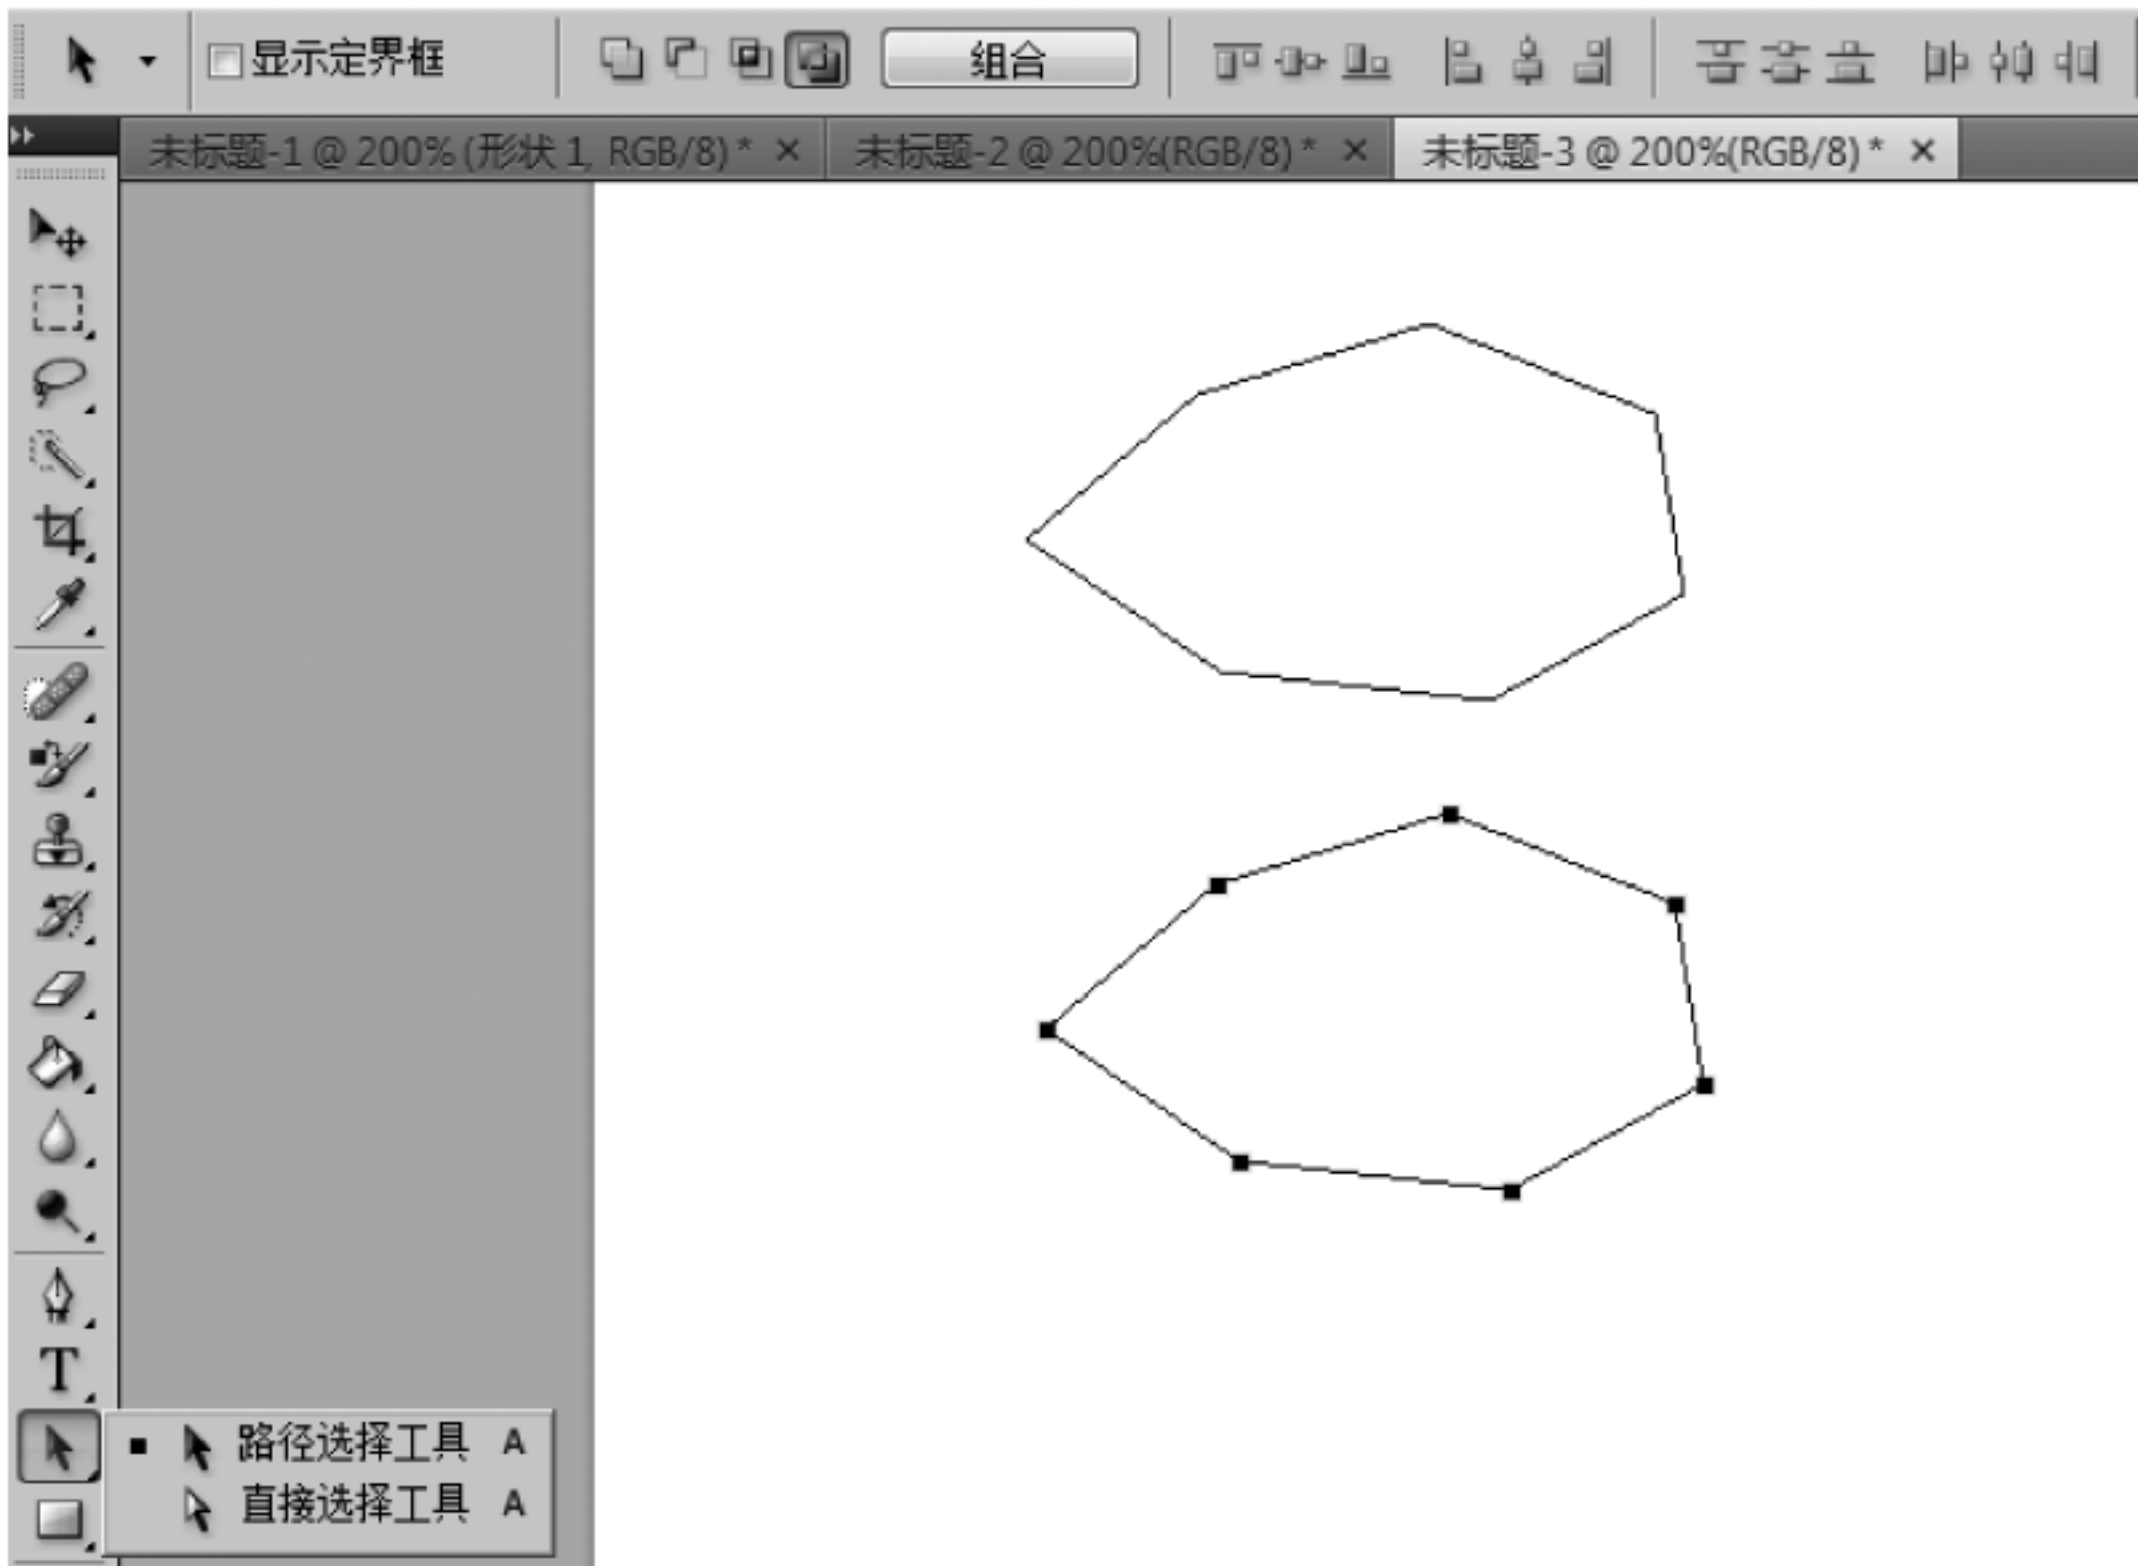 显示定界框 组合
未标题-1 @ 200% (形状 1, RGB/8) * × 未标题-2 @ 200%(RGB/8) * × 未标题-3 @ 200%(RGB/8) * ×
T
路径选择工具 A
直接选择工具 A